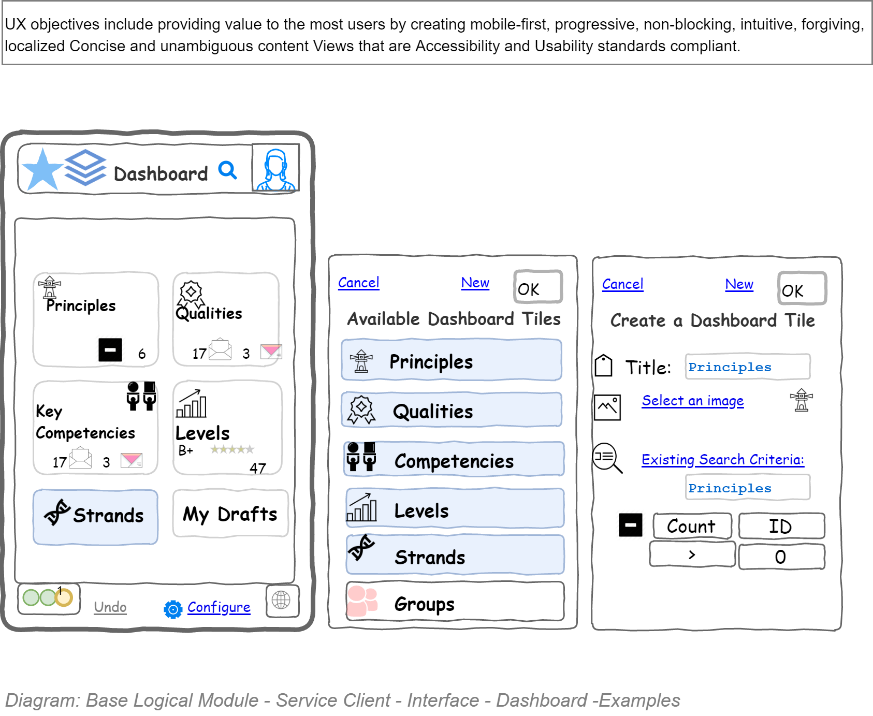 UX objectives include providing value to the most users by creating mobile-first, progressive, non-blocking, intuitive, forgiving,
localized Concise and unambiguous content Views that are Accessibility and Usability standards compliant.
Dashboard
Principles
6
Qualities
17 3
Key
Competencies
17 3
Levels
B+
47
Strands
My Drafts
1
Undo
Configure
Cancel New OK
Available Dashboard Tiles
Principles
Qualities
Competencies
Levels
Strands
Groups
Cancel New OK
Create a Dashboard Tile
Title: Principles
Select an image
Existing Search Criteria:
Principles
Count ID
> 0
Diagram: Base Logical Module - Service Client - Interface - Dashboard -Examples